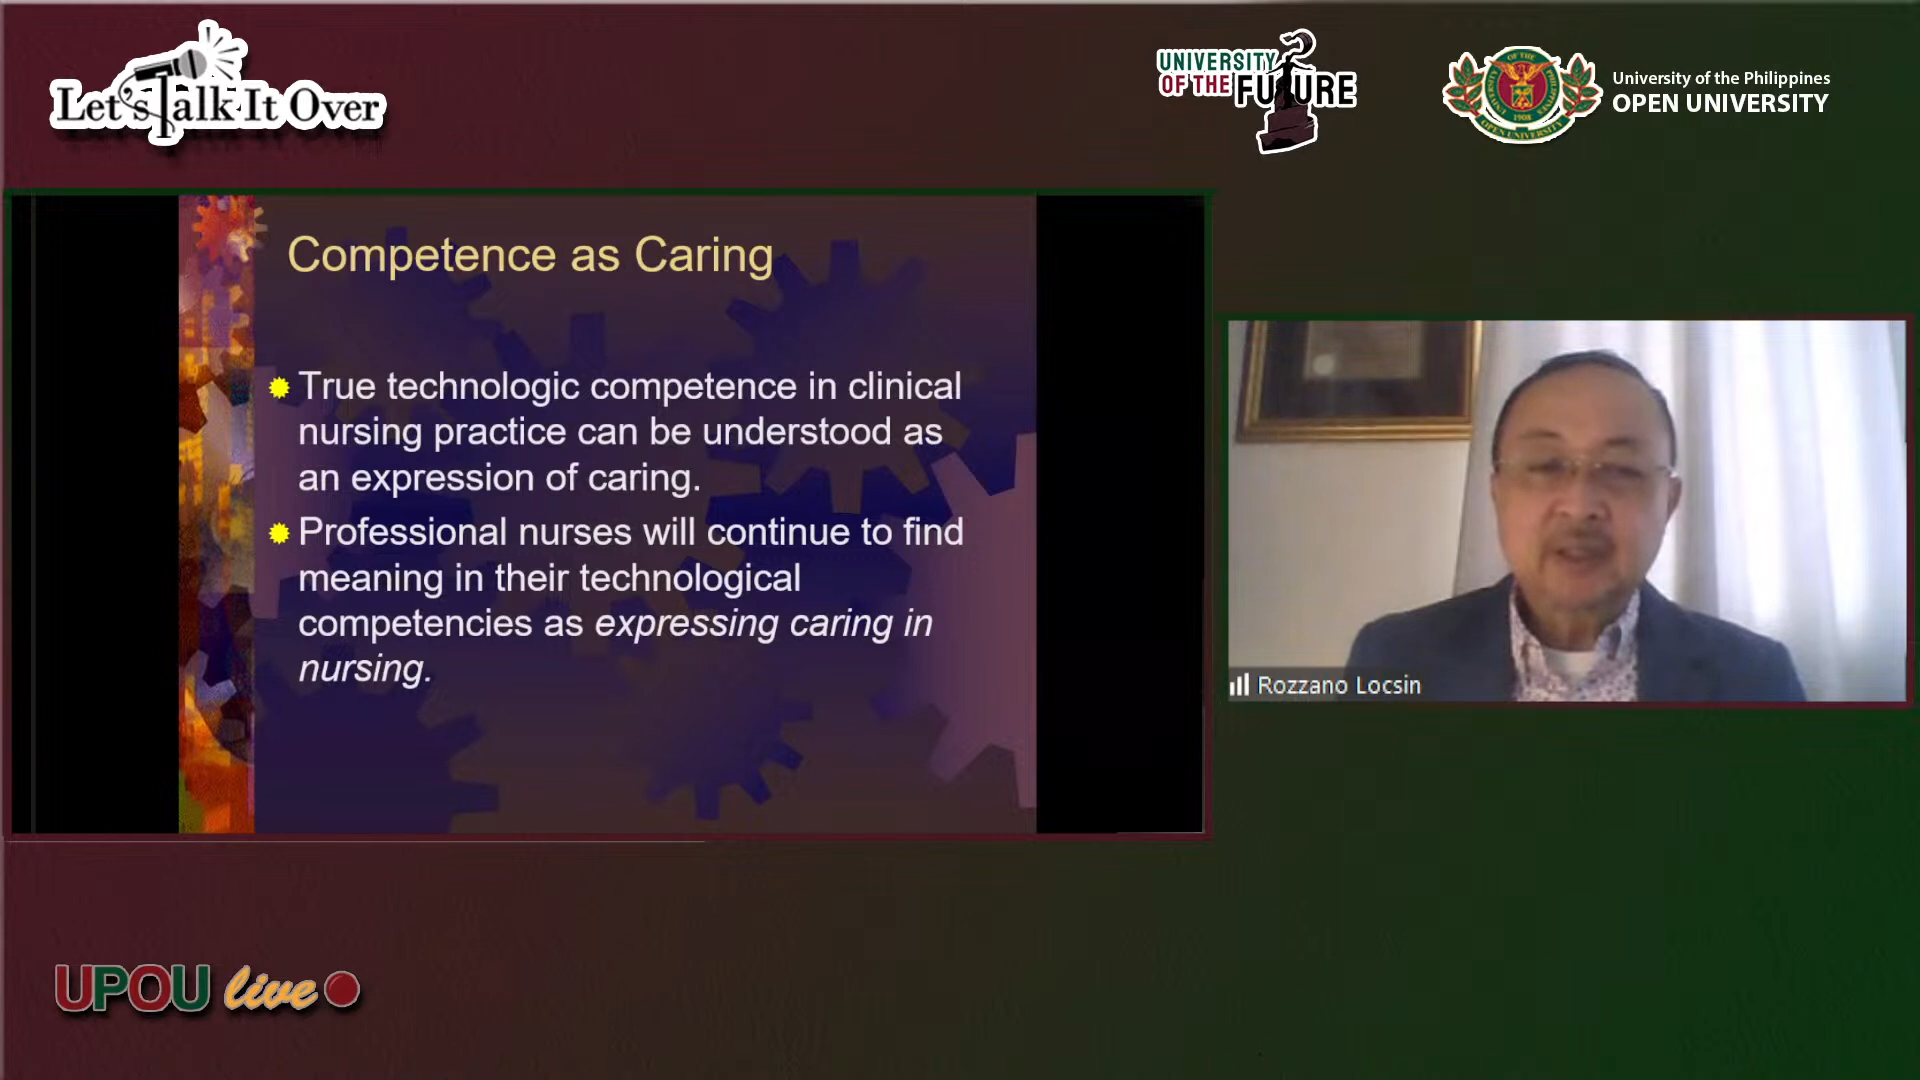 Let's Talk It Over
UNIVERSITY
OF THE FUTURE
University of the Philippines
OPEN UNIVERSITY
Competence as Caring
True technologic competence in clinical
nursing practice can be understood as
an expression of caring.
Professional nurses will continue to find
meaning in their technological
competencies as expressing caring in
nursing.
Rozzano Locsin
UPOU live